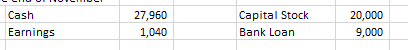 Cash 27,960 Capital Stock 20,000
Earnings 1,040 Bank Loan 9,000